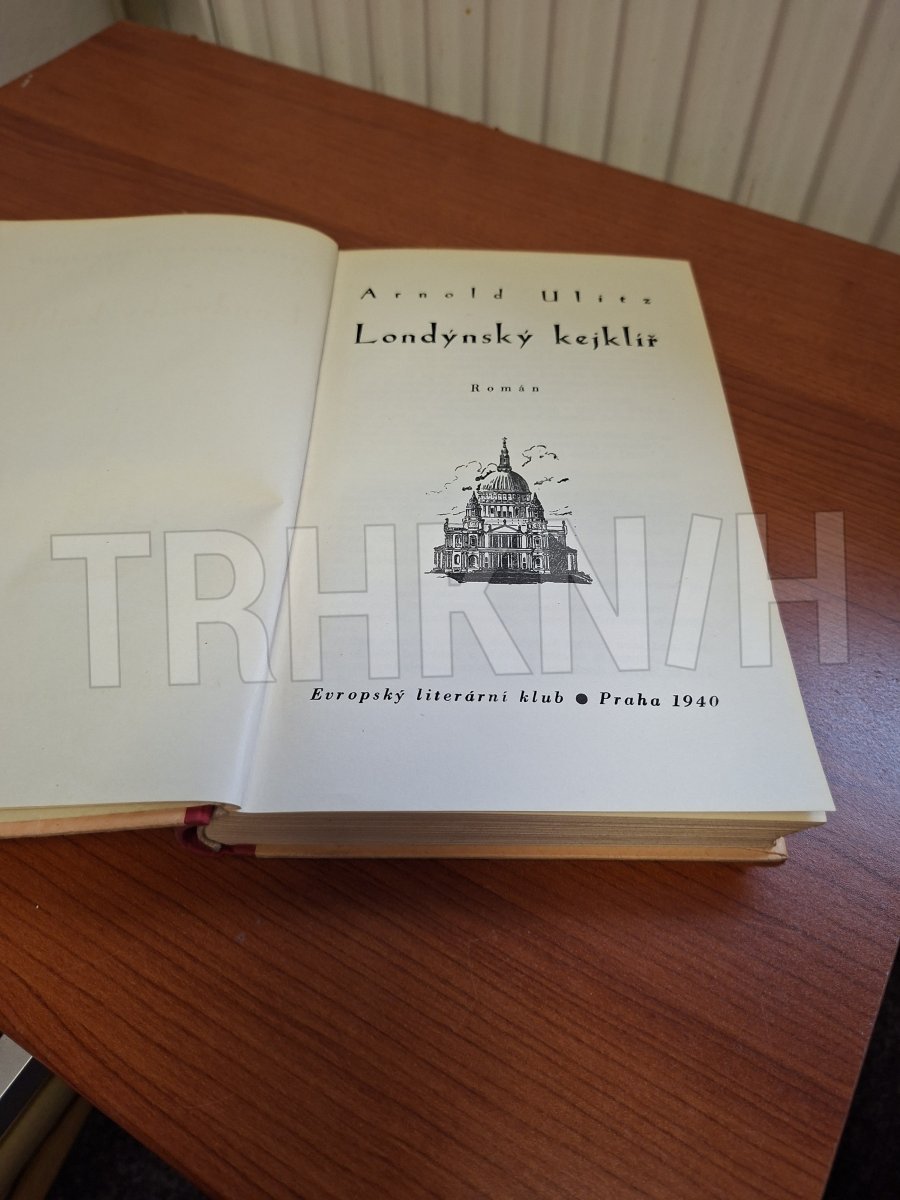 Arnold Ulitz
Londýnský kejklíř
Román
TRHKNIH
Evropský literární klub ● Praha 1940